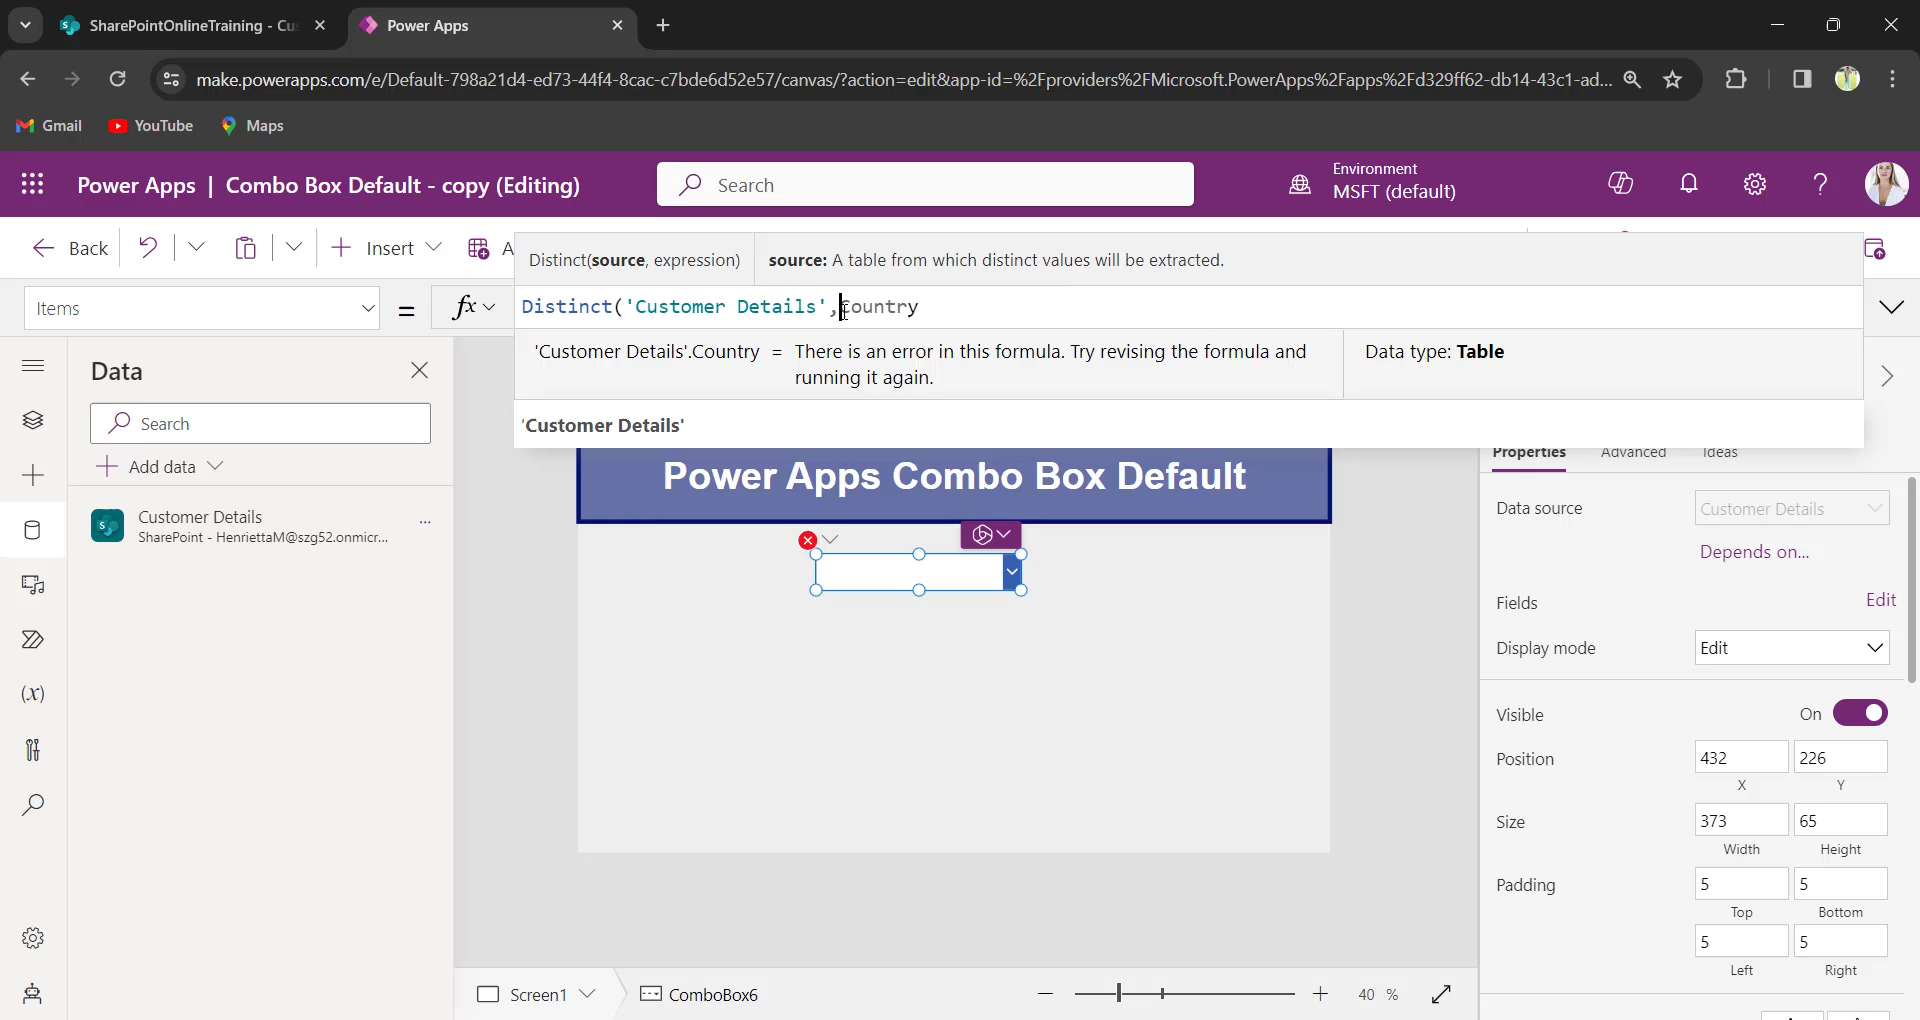 SharePointOnlineTraining - Cu
Power Apps
make.powerapps.com/e/Default-798a21d4-ed73-44f4-8cac-c7bde6d52e57/canvas/?action=edit&app-id=%2Fproviders%2FMicrosoft.PowerApps%2Fapps%2Fd329ff62-db14-43c1-ad...
Gmail
YouTube
Maps
Power Apps | Combo Box Default - copy (Editing)
Search
Environment
MSFT (default)
Back
Insert
A
Distinct(source, expression)
source: A table from which distinct values will be extracted.
Items
=
fx
Distinct('Customer Details',Country
'Customer Details'.Country = There is an error in this formula. Try revising the formula and
running it again.
Data type: Table
'Customer Details'
Data
Search
Add data
Customer Details
SharePoint - HenriettaM@szg52.onmicr...
Power Apps Combo Box Default
Properties
Advanced
Ideas
Data source
Customer Details
Depends on...
Fields
Edit
Display mode
Edit
Visible
On
Position
432
226
X
Y
Size
373
65
Width
Height
Padding
5
5
Top
Bottom
5
5
Left
Right
Screen1
ComboBox6
40 %